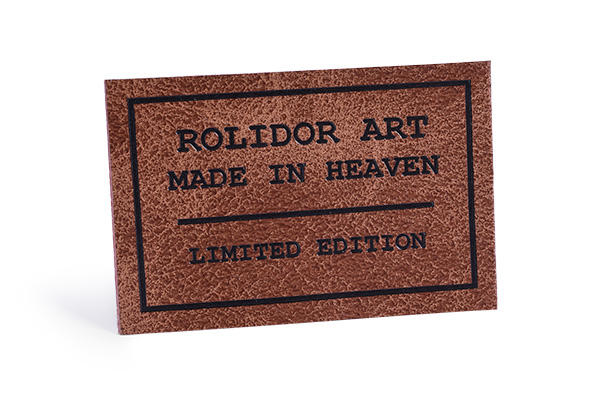 ROLIDOR ART
MADE IN HEAVEN
LIMITED EDITION